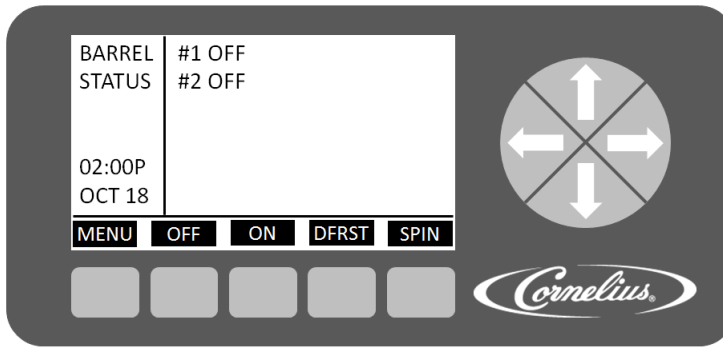 BARREL #1 OFF
STATUS #2 OFF
02:00P
OCT 18
MENU OFF ON DFRST SPIN
Cornelius®